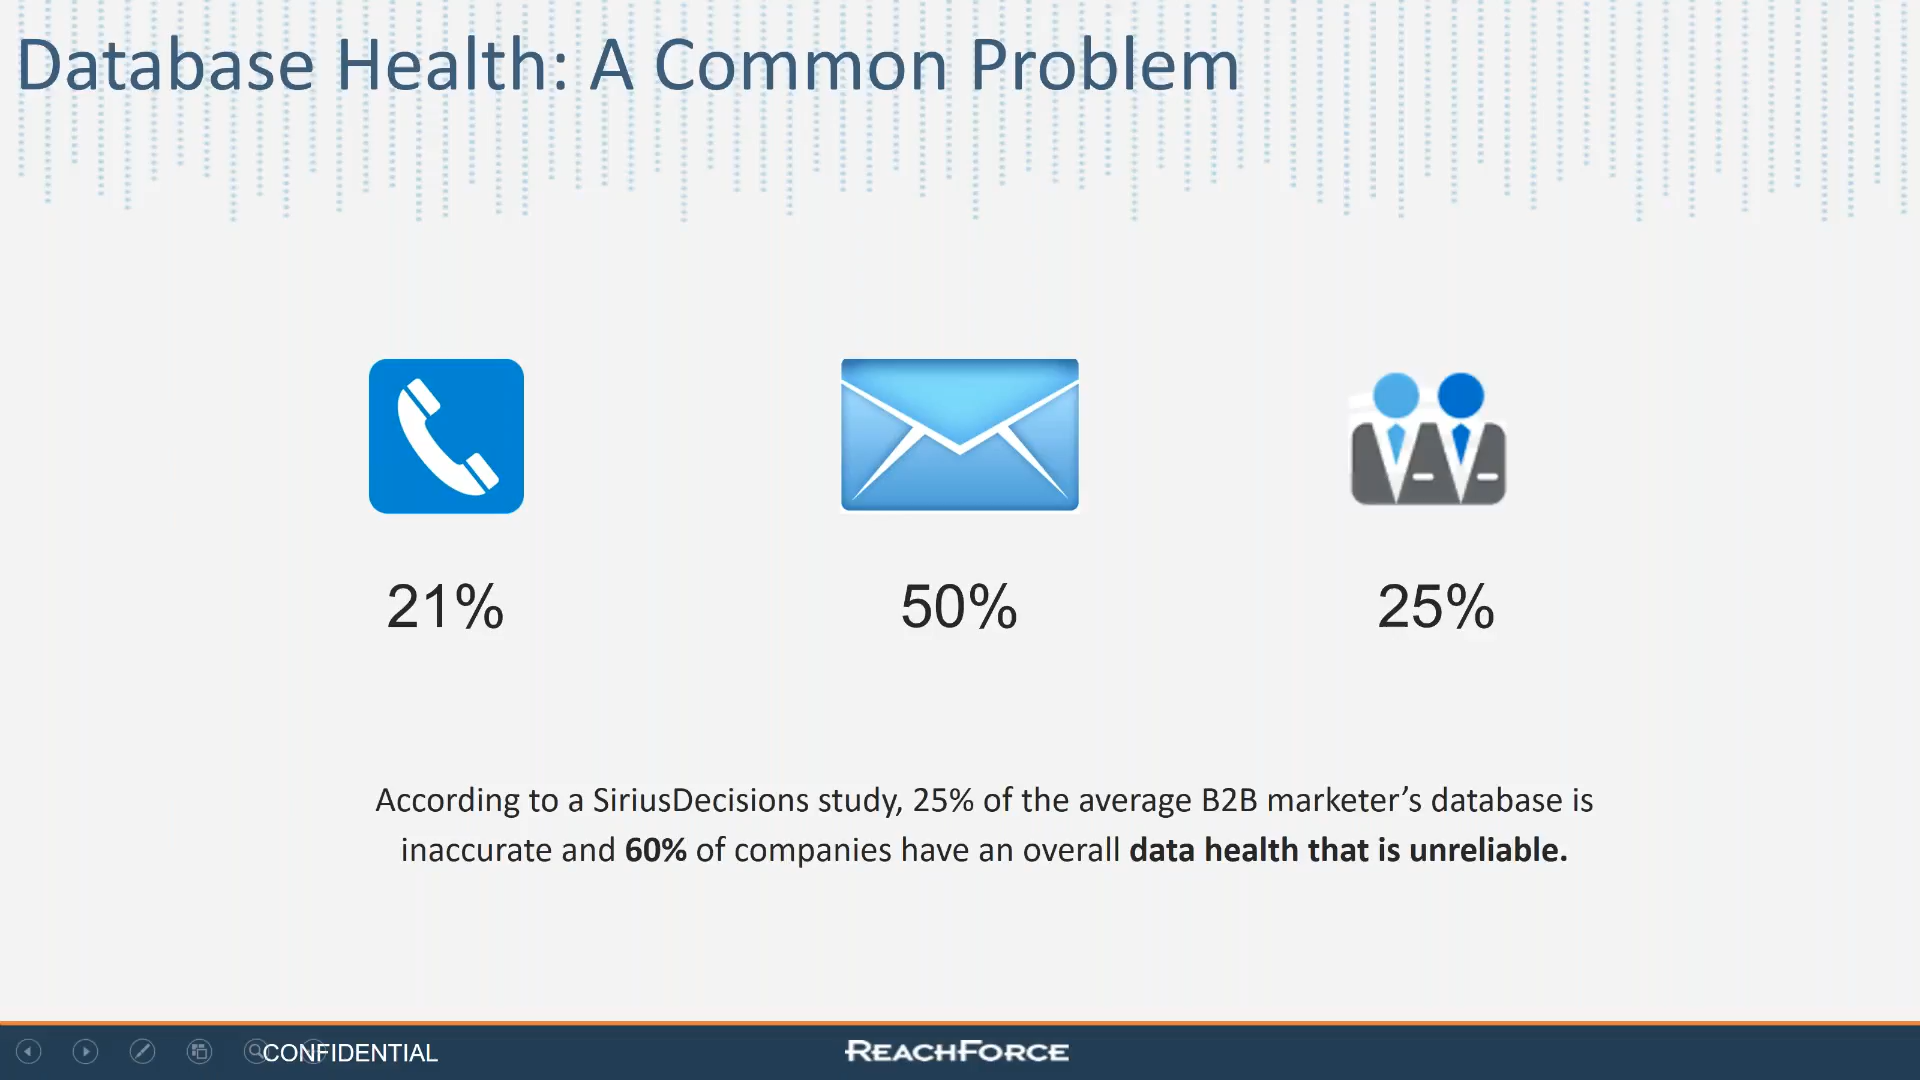 Database Health: A Common Problem
21%
50%
25%
According to a SiriusDecisions study, 25% of the average B2B marketer’s database is
inaccurate and 60% of companies have an overall data health that is unreliable.
CONFIDENTIAL
REACHFORCE